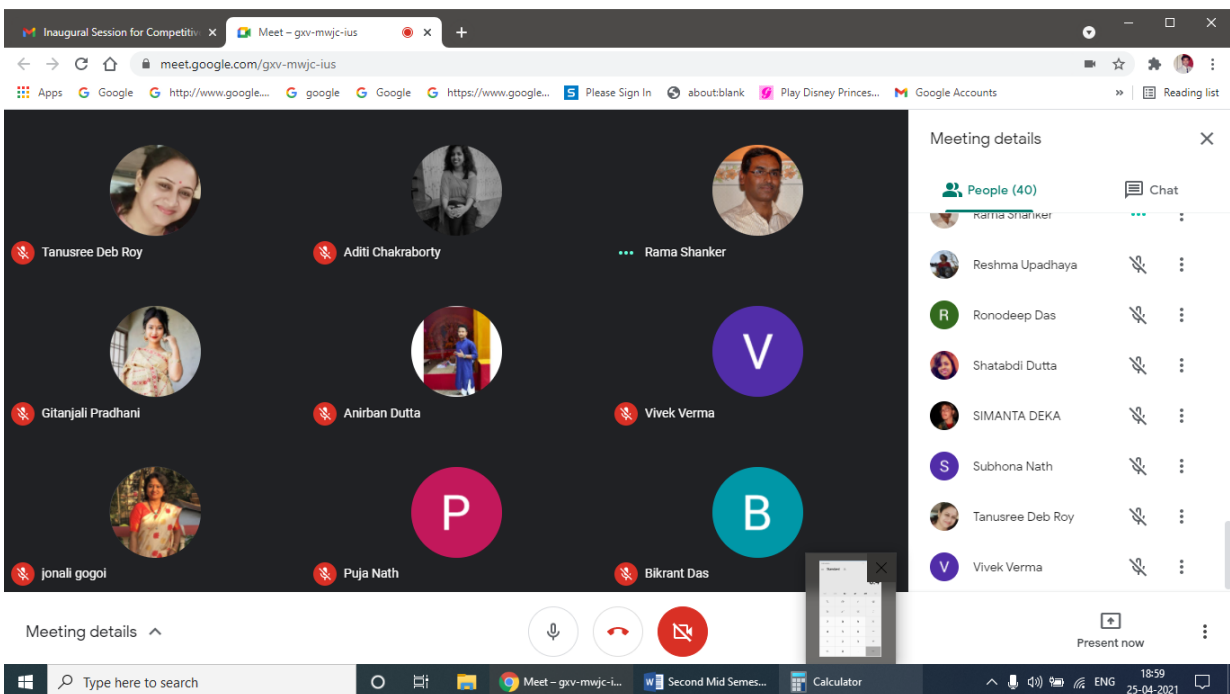 Inaugural Session for Competitiv
Meet – gxv-mwjc-ius
meet.google.com/gxv-mwjc-ius
Apps
Google
http://www.google....
google
Google
https://www.google...
Please Sign In
about:blank
Play Disney Princes...
Google Accounts
»
Reading list
Tanusree Deb Roy
Aditi Chakraborty
Rama Shanker
Gitanjali Pradhani
Anirban Dutta
V
Vivek Verma
jonali gogoi
P
Puja Nath
B
Bikrant Das
Meeting details
People (40)
Chat
Rama Shanker
Reshma Upadhaya
R
Ronodeep Das
Shatabdi Dutta
SIMANTA DEKA
S
Subhona Nath
Tanusree Deb Roy
V
Vivek Verma
Meeting details
Present now
Type here to search
Meet – gxv-mwjc-i...
Second Mid Semes...
Calculator
ENG
18:59
25-04-2021